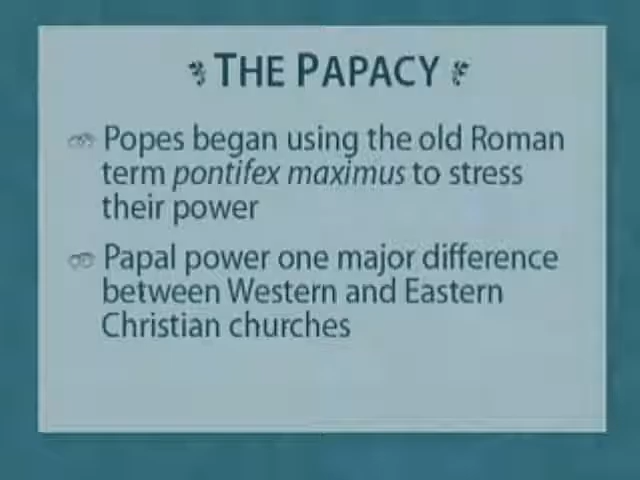 THE PAPACY
Popes began using the old Roman
term pontifex maximus to stress
their power
Papal power one major difference
between Western and Eastern
Christian churches